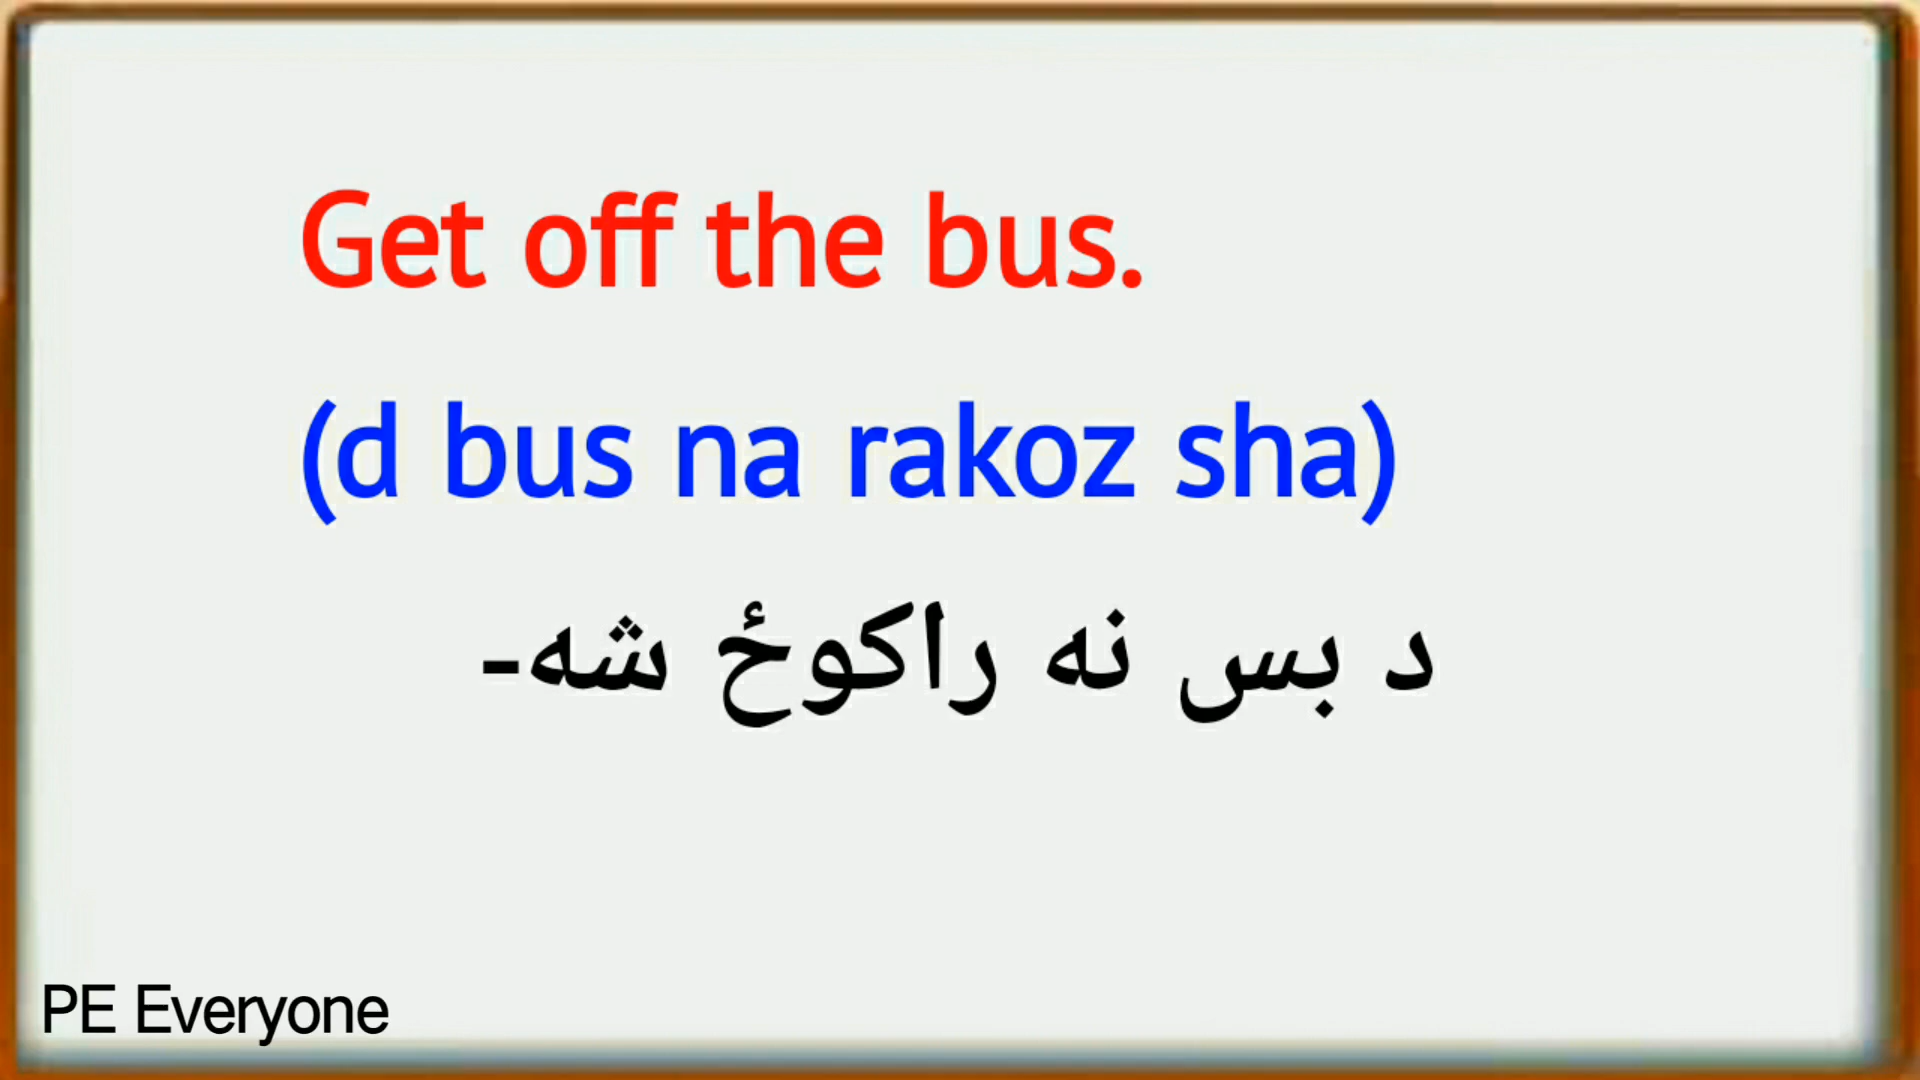 Get off the bus.
(d bus na rakoz sha)
د بس نه راکوځ شه-
PE Everyone